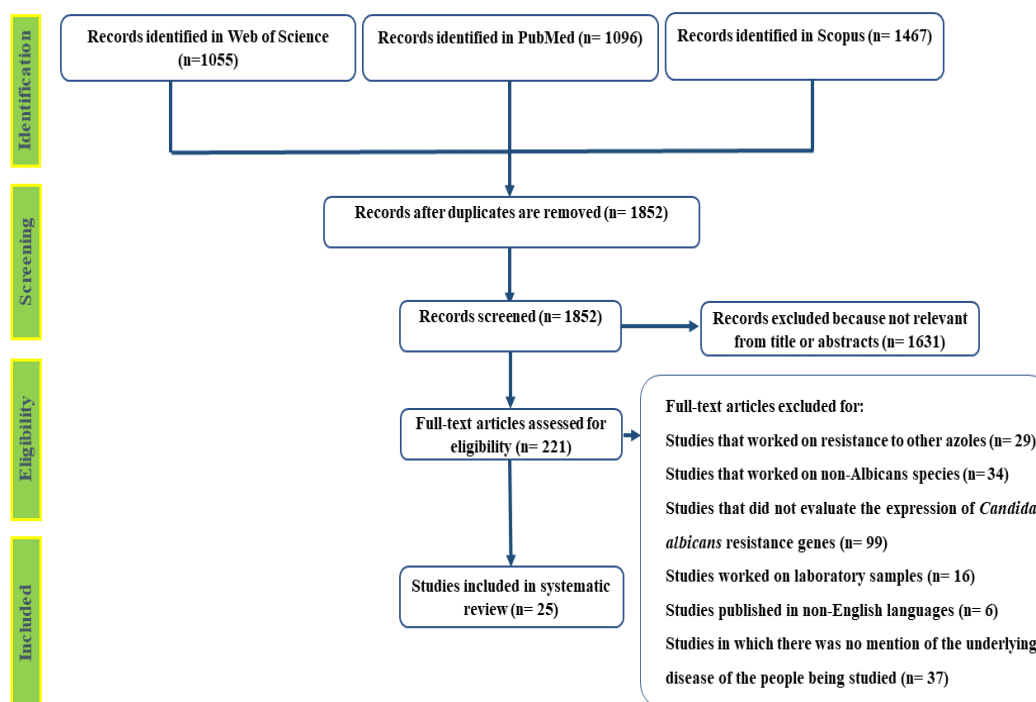 Identification
Records identified in Web of Science
(n=1055)
Records identified in PubMed (n= 1096)
Records identified in Scopus (n= 1467)
Screening
Records after duplicates are removed (n= 1852)
Records screened (n= 1852)
Records excluded because not relevant
from title or abstracts (n= 1631)
Eligibility
Full-text articles assessed for
eligibility (n= 221)
Full-text articles excluded for:
Studies that worked on resistance to other azoles (n= 29)
Studies that worked on non-Albicans species (n= 34)
Studies that did not evaluate the expression of Candida
albicans resistance genes (n= 99)
Studies worked on laboratory samples (n= 16)
Studies published in non-English languages (n= 6)
Studies in which there was no mention of the underlying
disease of the people being studied (n= 37)
Included
Studies included in systematic
review (n= 25)